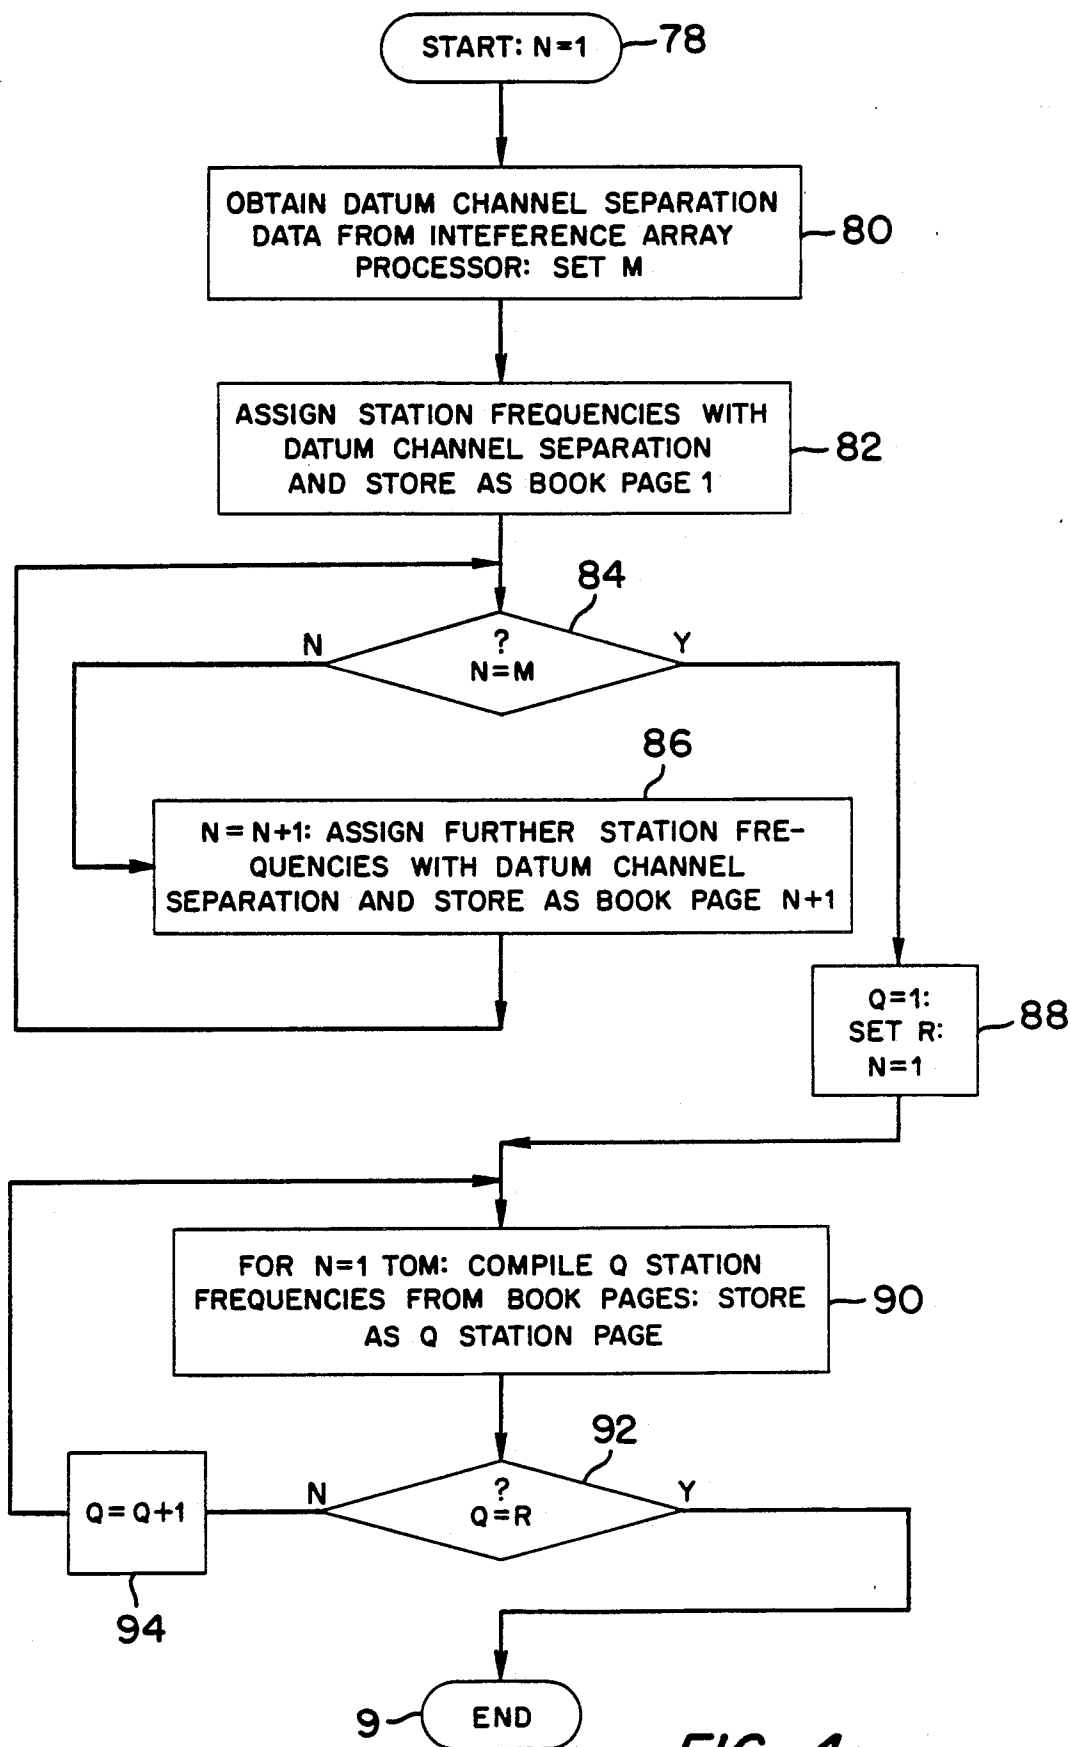 START: N=1
78
OBTAIN DATUM CHANNEL SEPARATION
DATA FROM INTEFERENCE ARRAY
PROCESSOR: SET M
80
ASSIGN STATION FREQUENCIES WITH
DATUM CHANNEL SEPARATION
AND STORE AS BOOK PAGE 1
82
84
?
N=M
N
Y
86
N=N+1: ASSIGN FURTHER STATION FRE-
QUENCIES WITH DATUM CHANNEL
SEPARATION AND STORE AS BOOK PAGE N+1
Q=1:
SET R:
N=1
88
FOR N=1 TOM: COMPILE Q STATION
FREQUENCIES FROM BOOK PAGES: STORE
AS Q STATION PAGE
90
92
?
Q=R
N
Y
Q=Q+1
94
END
9